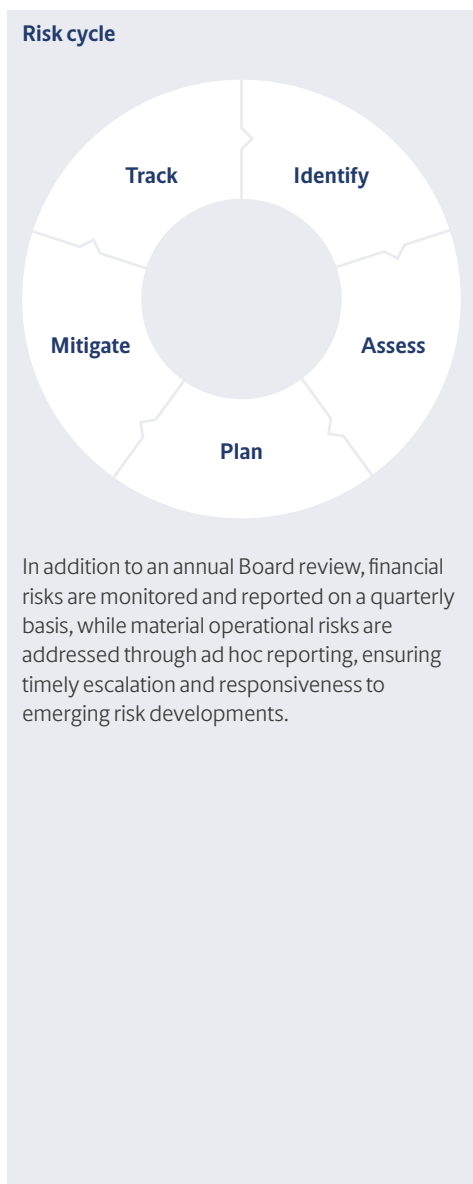 Risk cycle
Track
Identify
Mitigate
Assess
Plan
In addition to an annual Board review, financial
risks are monitored and reported on a quarterly
basis, while material operational risks are
addressed through ad hoc reporting, ensuring
timely escalation and responsiveness to
emerging risk developments.